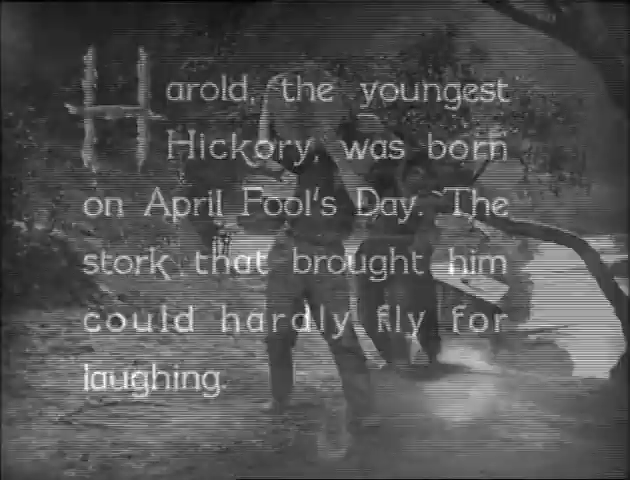 Harold, the youngest
Hickory, was born
on April Fool's Day. The
stork that brought him
could hardly fly for
laughing.